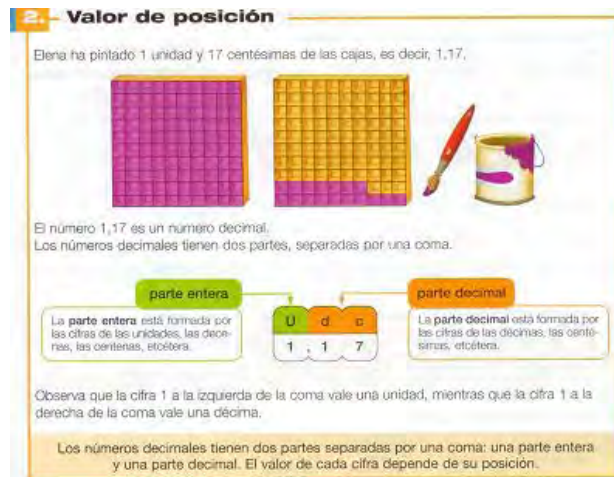 2. Valor de posición
Elena ha pintado 1 unidad y 17 centésimas de las cajas, es decir, 1,17.
El número 1,17 es un número decimal.
Los números decimales tienen dos partes, separadas por una coma.
parte entera
La parte entera está formada por
las cifras de las unidades, las dece-
nas, las centenas, etcétera.
U d c
1 , 1 7
parte decimal
La parte decimal está formada por
las cifras de las décimas, las centé-
simas, etcétera.
Observa que la cifra 1 a la izquierda de la coma vale una unidad, mientras que la cifra 1 a la
derecha de la coma vale una décima.
Los números decimales tienen dos partes separadas por una coma: una parte entera
y una parte decimal. El valor de cada cifra depende de su posición.